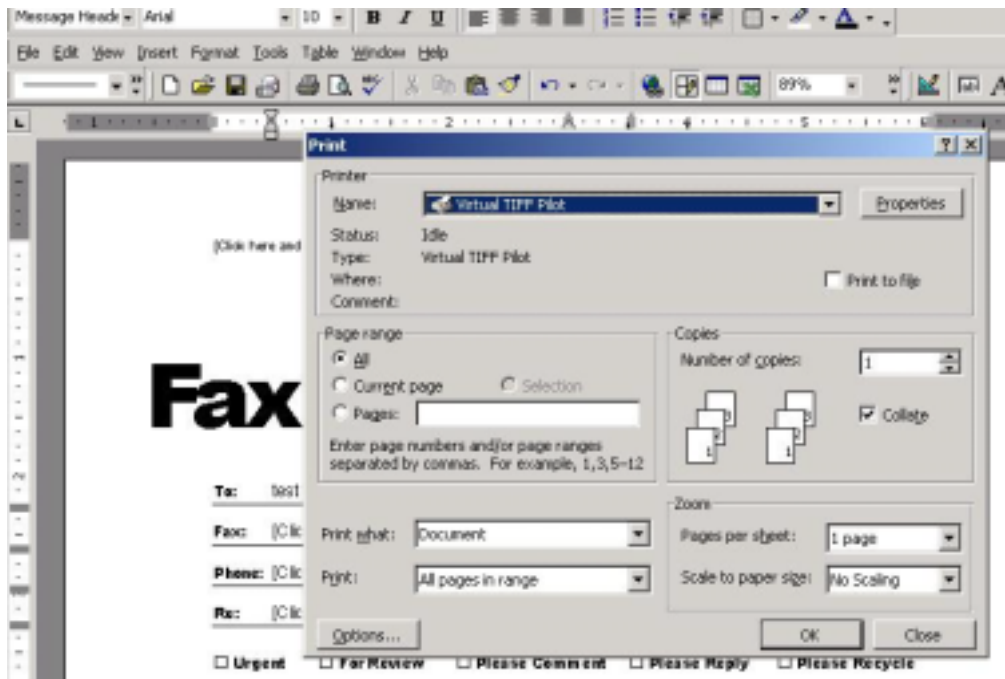 Message Heade Arial 10 B I U
File Edit View Insert Format Tools Table Window Help
89%
1 2 4 5 6
Print
Printer
Name: Virtual TIFF Pilot Properties
Status: Idle
Type: Virtual TIFF Pilot
Where: Print to file
Comment:
[Click here and
Page range
All
Current page Selection
Pages:
Enter page numbers and/or page ranges
separated by commas. For example, 1,3,5-12
Copies
Number of copies: 1
Collate
Fax
To: test
Fax: [Clic
Phone: [Clic
Re: [Clic
Print what: Document
Print: All pages in range
Zoom
Pages per sheet: 1 page
Scale to paper size: No Scaling
Options... OK Close
Urgent For Review Please Comment Please Reply Please Recycle